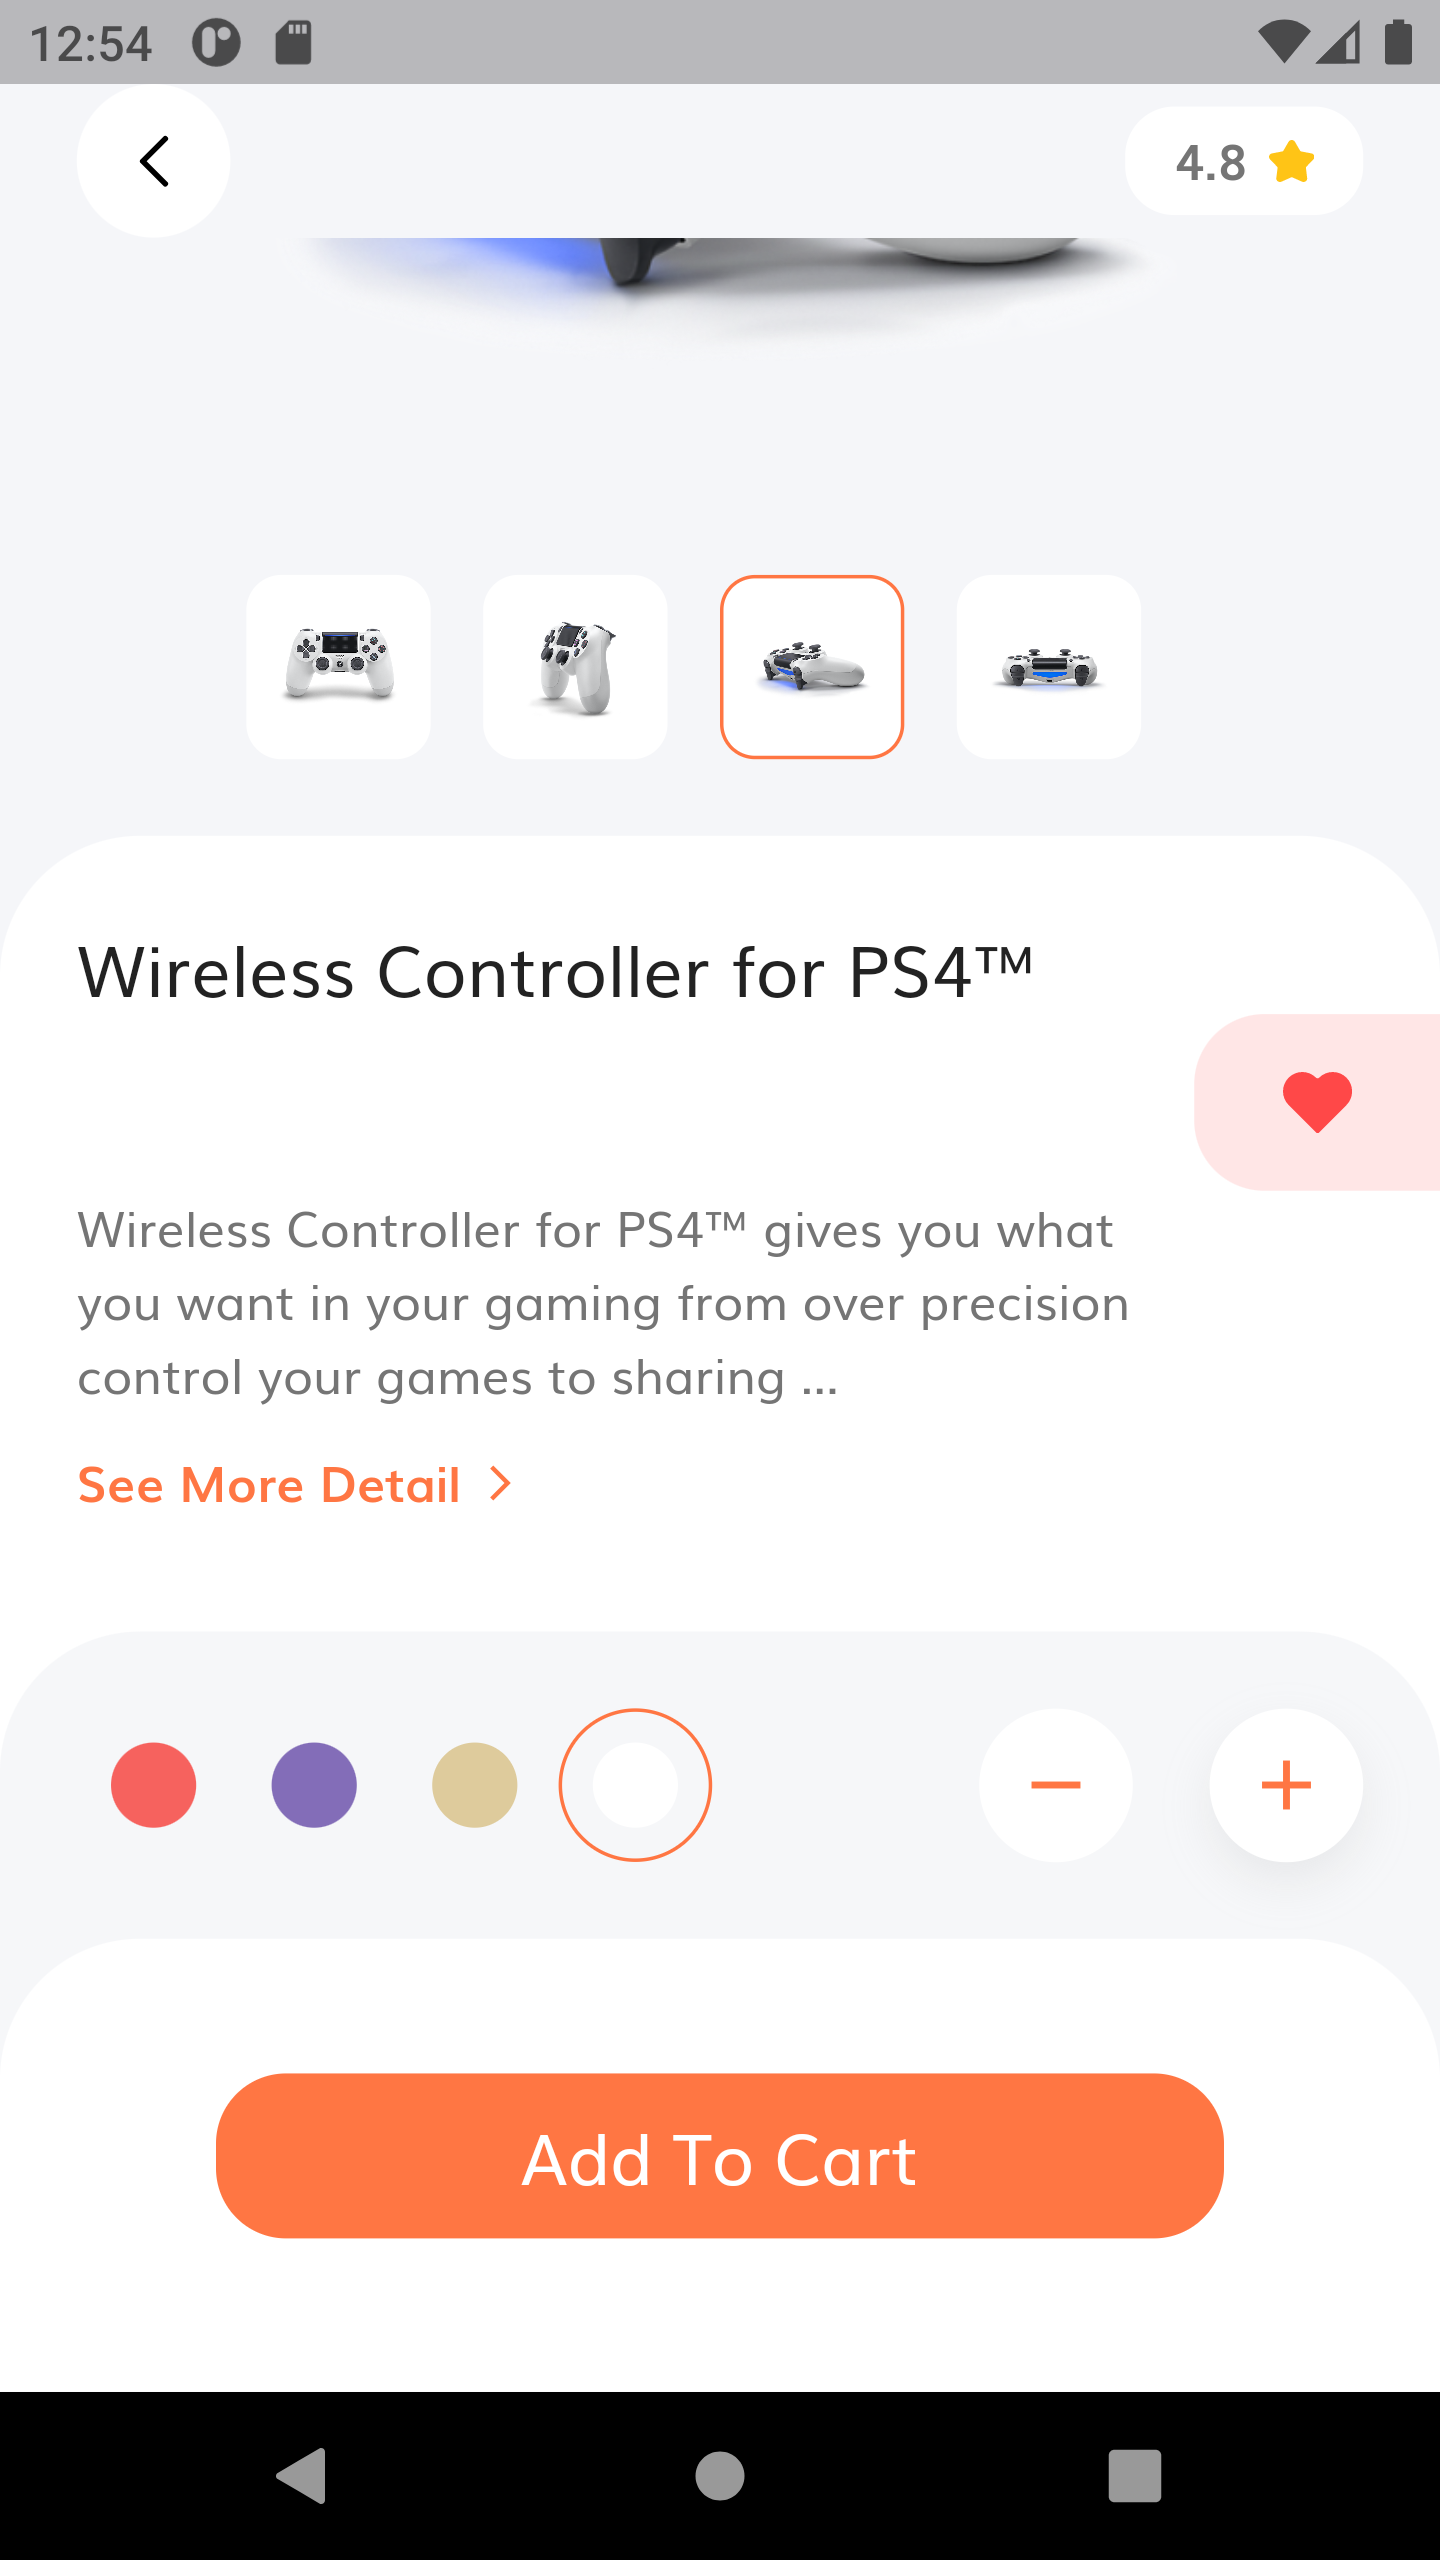 12:54
4.8
Wireless Controller for PS4™
Wireless Controller for PS4™ gives you what
you want in your gaming from over precision
control your games to sharing ...
See More Detail
Add To Cart